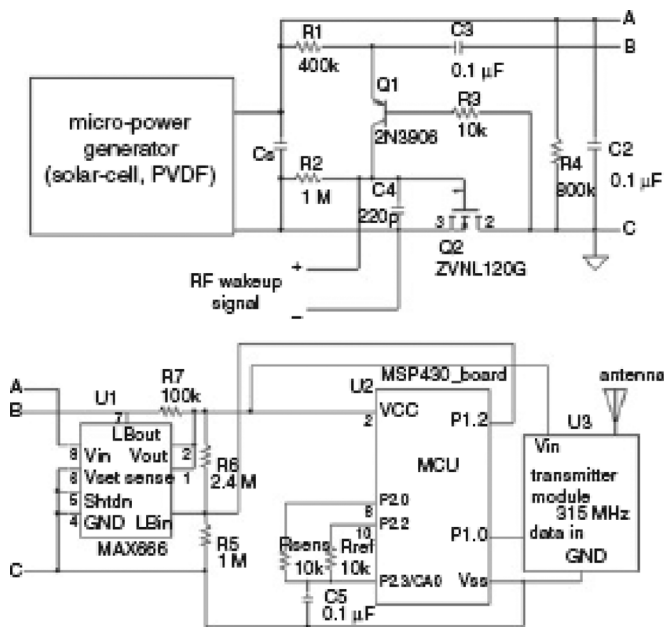 A
R1
C3
B
400k
0.1 µF
Q1
micro-power
generator
(solar-cell, PVDF)
R3
2N3906
10k
Cs
R2
R4
C2
1 M
C4
800k
0.1 µF
220p
3
2
C
Q2
ZVNL120G
+
RF wakeup
signal
–
MSP430_board
antenna
R7
A
U1
100k
U2
U3
B
7
2
VCC
P1.2
LBout
Vin
8
Vin
Vout
2
R6
MCU
transmitter
6
Vset sense
1
2.4 M
P2.0
module
5
Shtdn
8
P2.2
315 MHz
4
GND
LBin
R5
Rsens
Rref
10
P1.0
data in
MAX666
1M
10k
10k
GND
C
P2.3/CA0
Vss
C5
0.1 µF